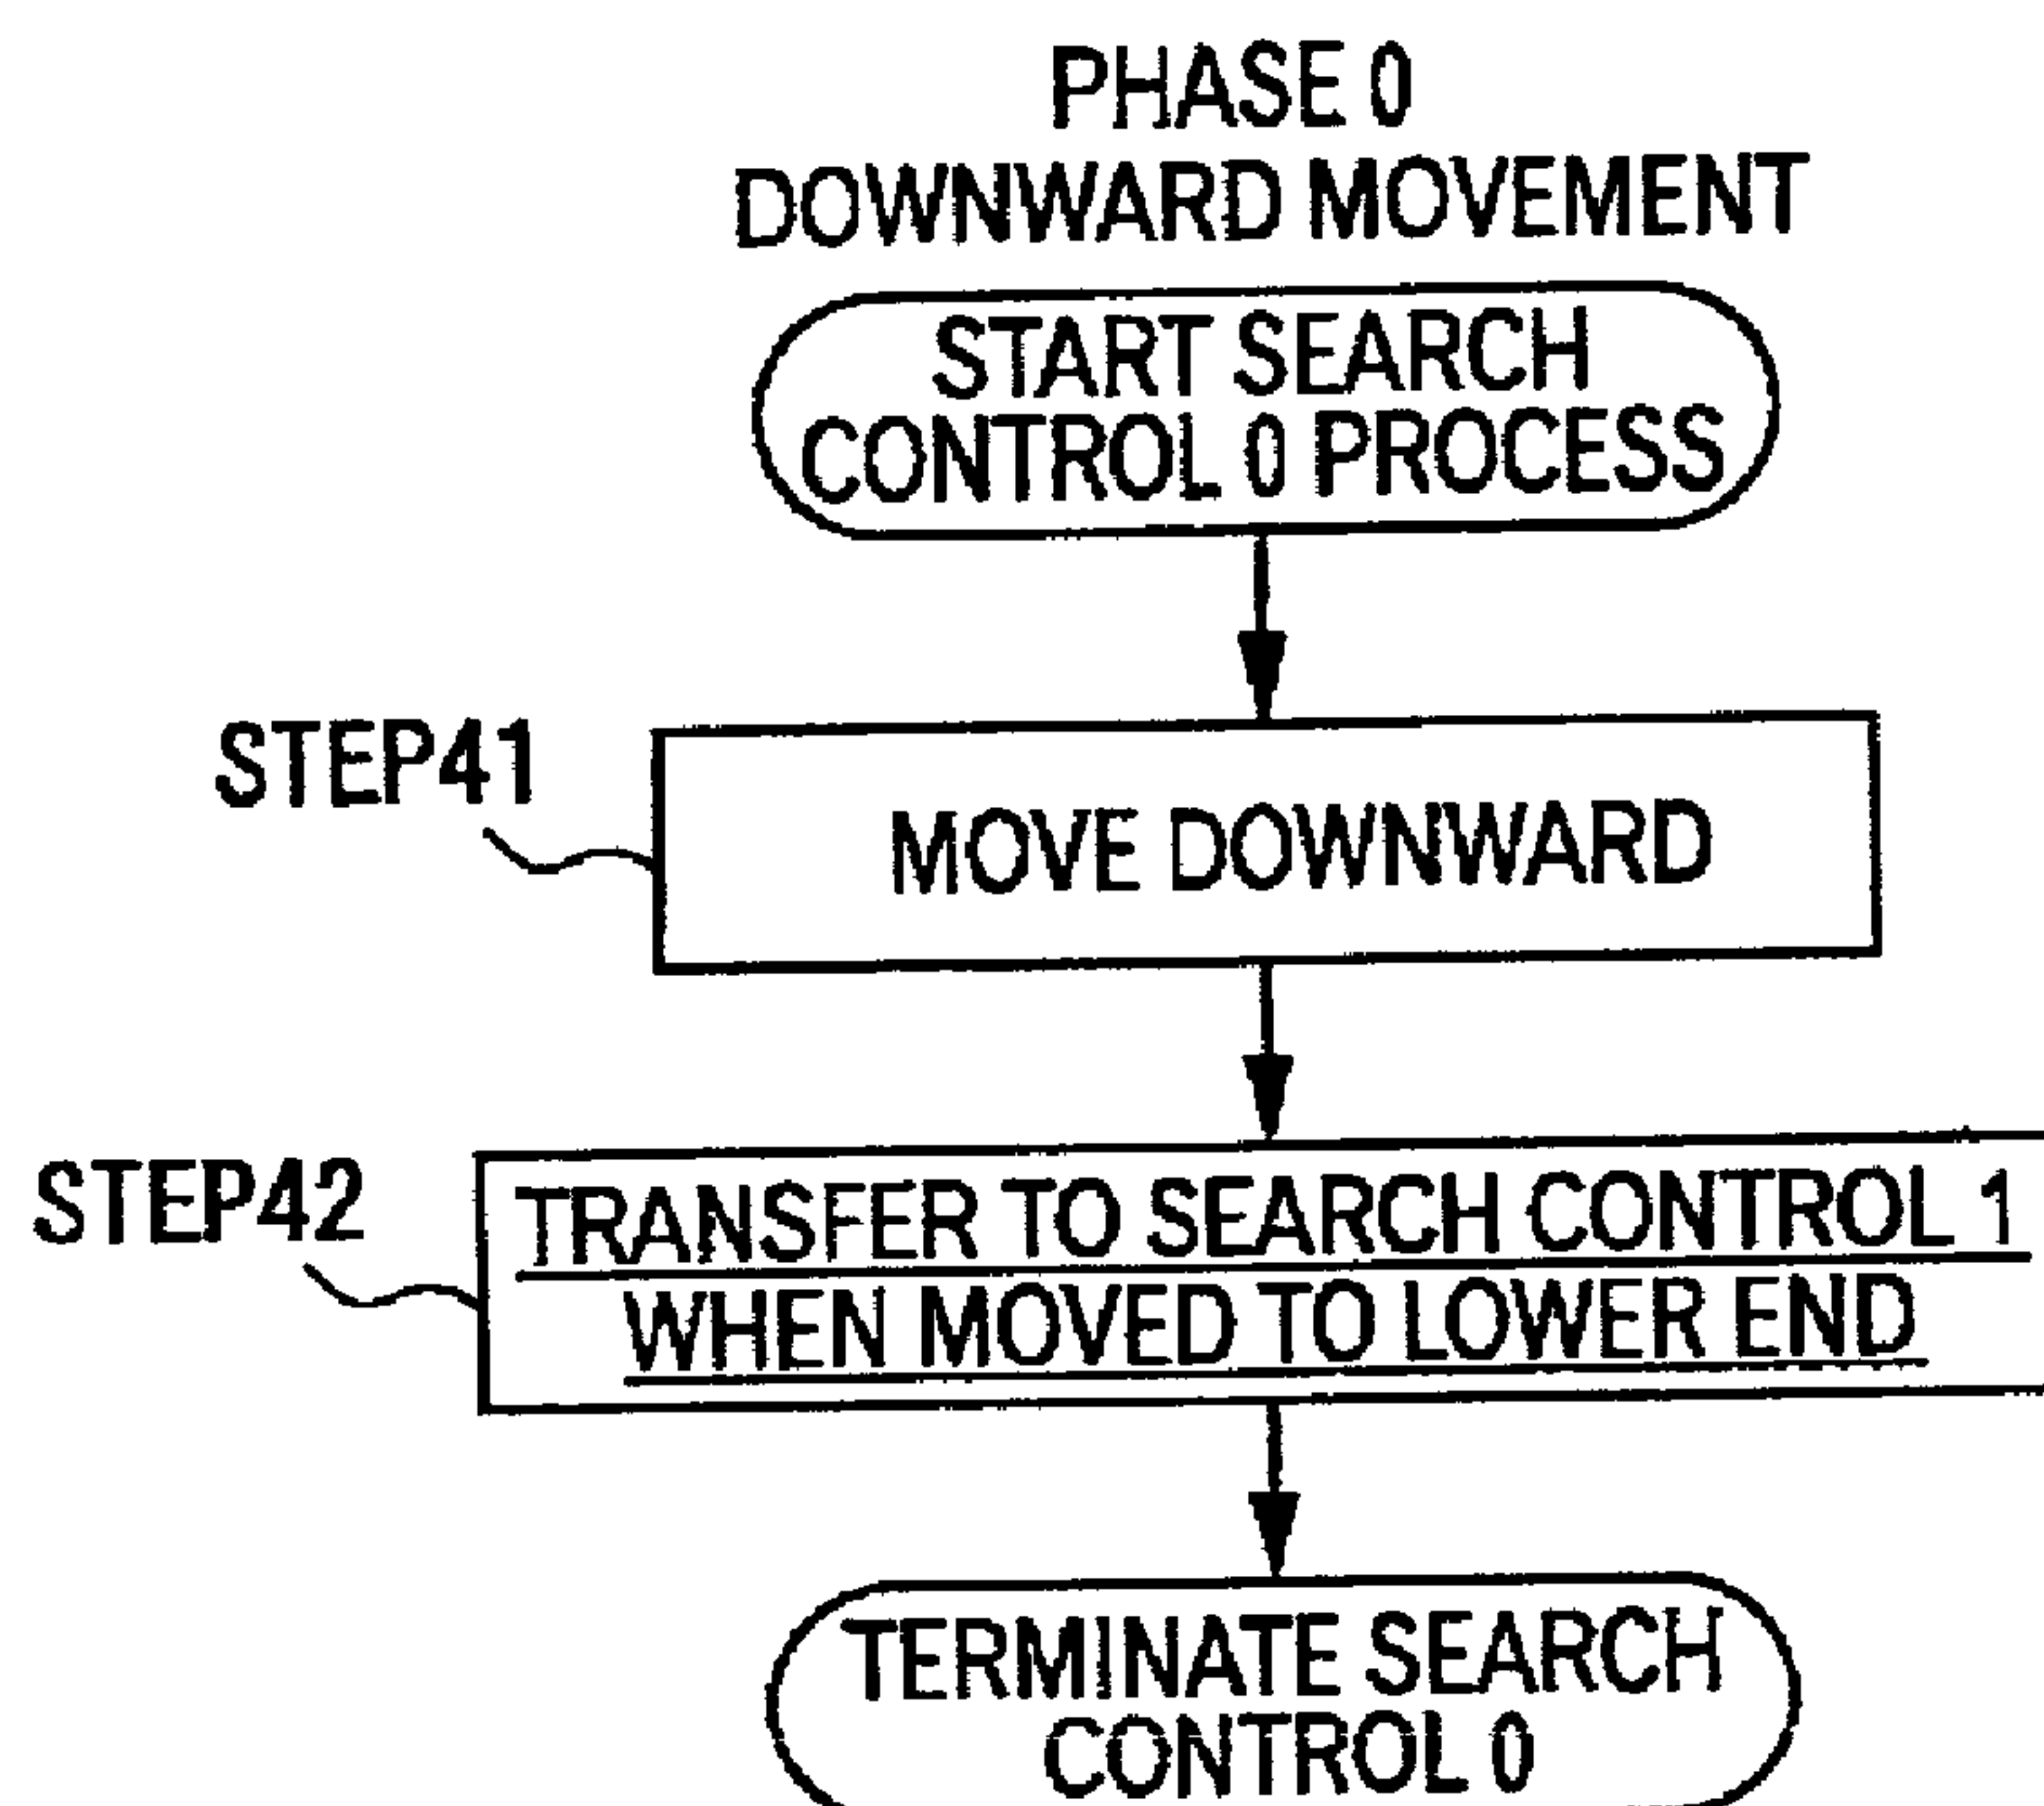 PHASE 0
DOWNWARD MOVEMENT
START SEARCH
CONTROL 0 PROCESS
STEP41
MOVE DOWNWARD
STEP42
TRANSFER TO SEARCH CONTROL 1
WHEN MOVED TO LOWER END
TERMINATE SEARCH
CONTROL 0